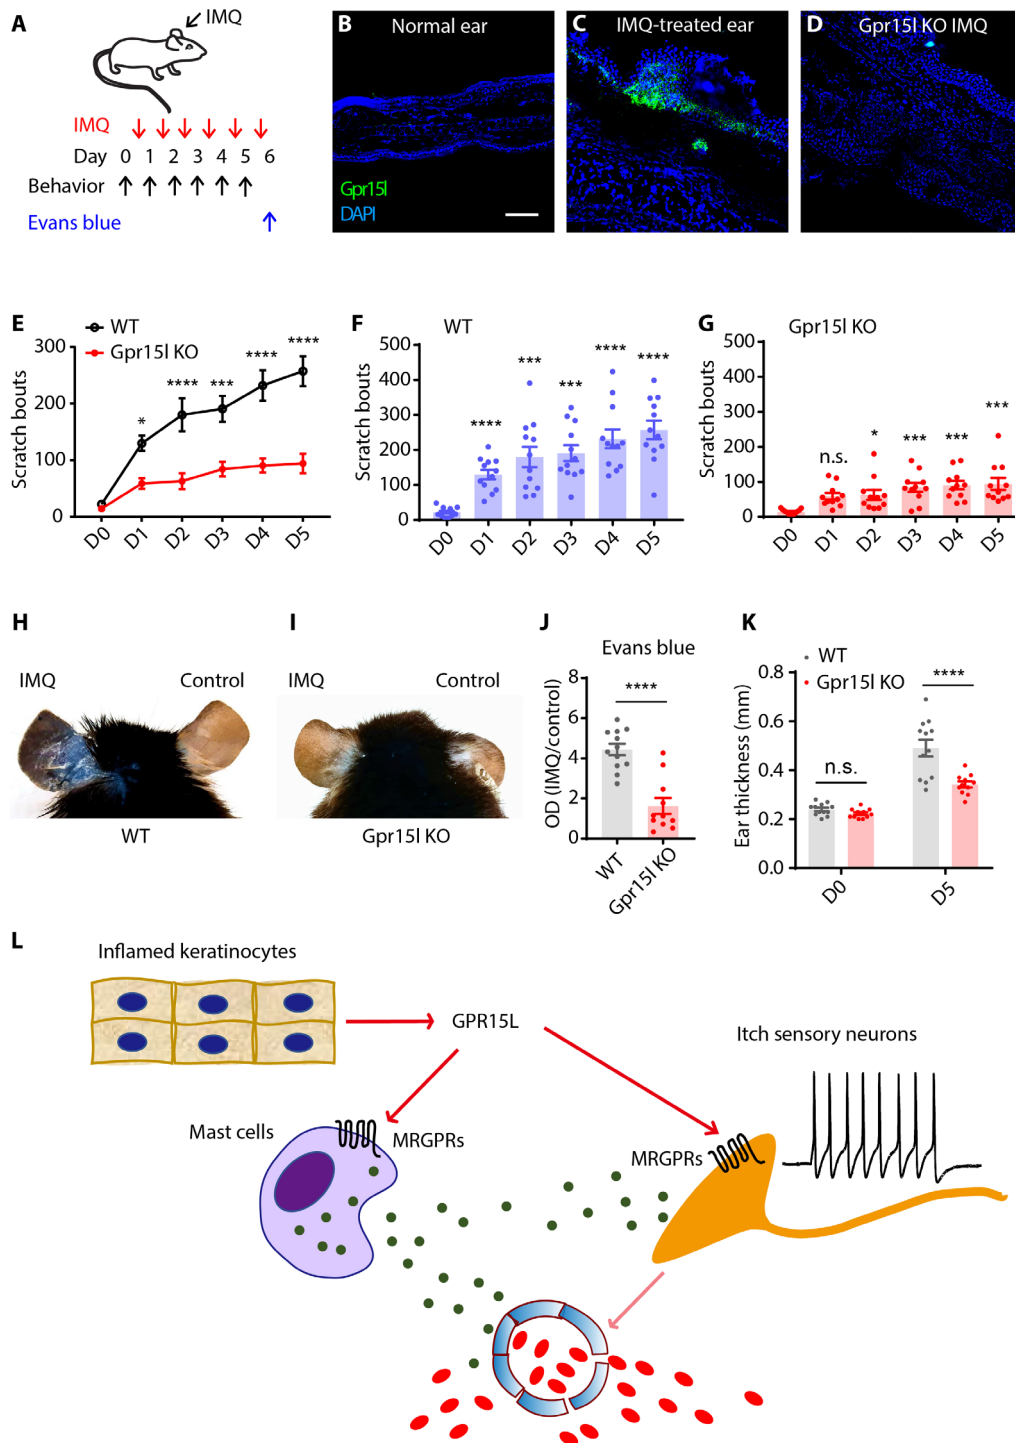 A
IMQ
IMQ
Day 0 1 2 3 4 5 6
Behavior
Evans blue
B
Normal ear
Gpr15l
DAPI
C
IMQ-treated ear
D
Gpr15l KO IMQ
E
WT
Gpr15l KO
Scratch bouts
300
200
100
0
* **** *** **** ****
D0 D1 D2 D3 D4 D5
F
WT
Scratch bouts
500
400
300
200
100
0
**** *** *** **** ****
D0 D1 D2 D3 D4 D5
G
Gpr15l KO
Scratch bouts
500
400
300
200
100
0
n.s. * *** *** ***
D0 D1 D2 D3 D4 D5
H
IMQ Control
WT
I
IMQ Control
Gpr15l KO
J
Evans blue
OD (IMQ/control)
8
6
4
2
0
****
WT Gpr15l KO
K
WT
Gpr15l KO
Ear thickness (mm)
0.8
0.6
0.4
0.2
0.0
n.s. ****
D0 D5
L
Inflamed keratinocytes
GPR15L
Itch sensory neurons
Mast cells
MRGPRs
MRGPRs